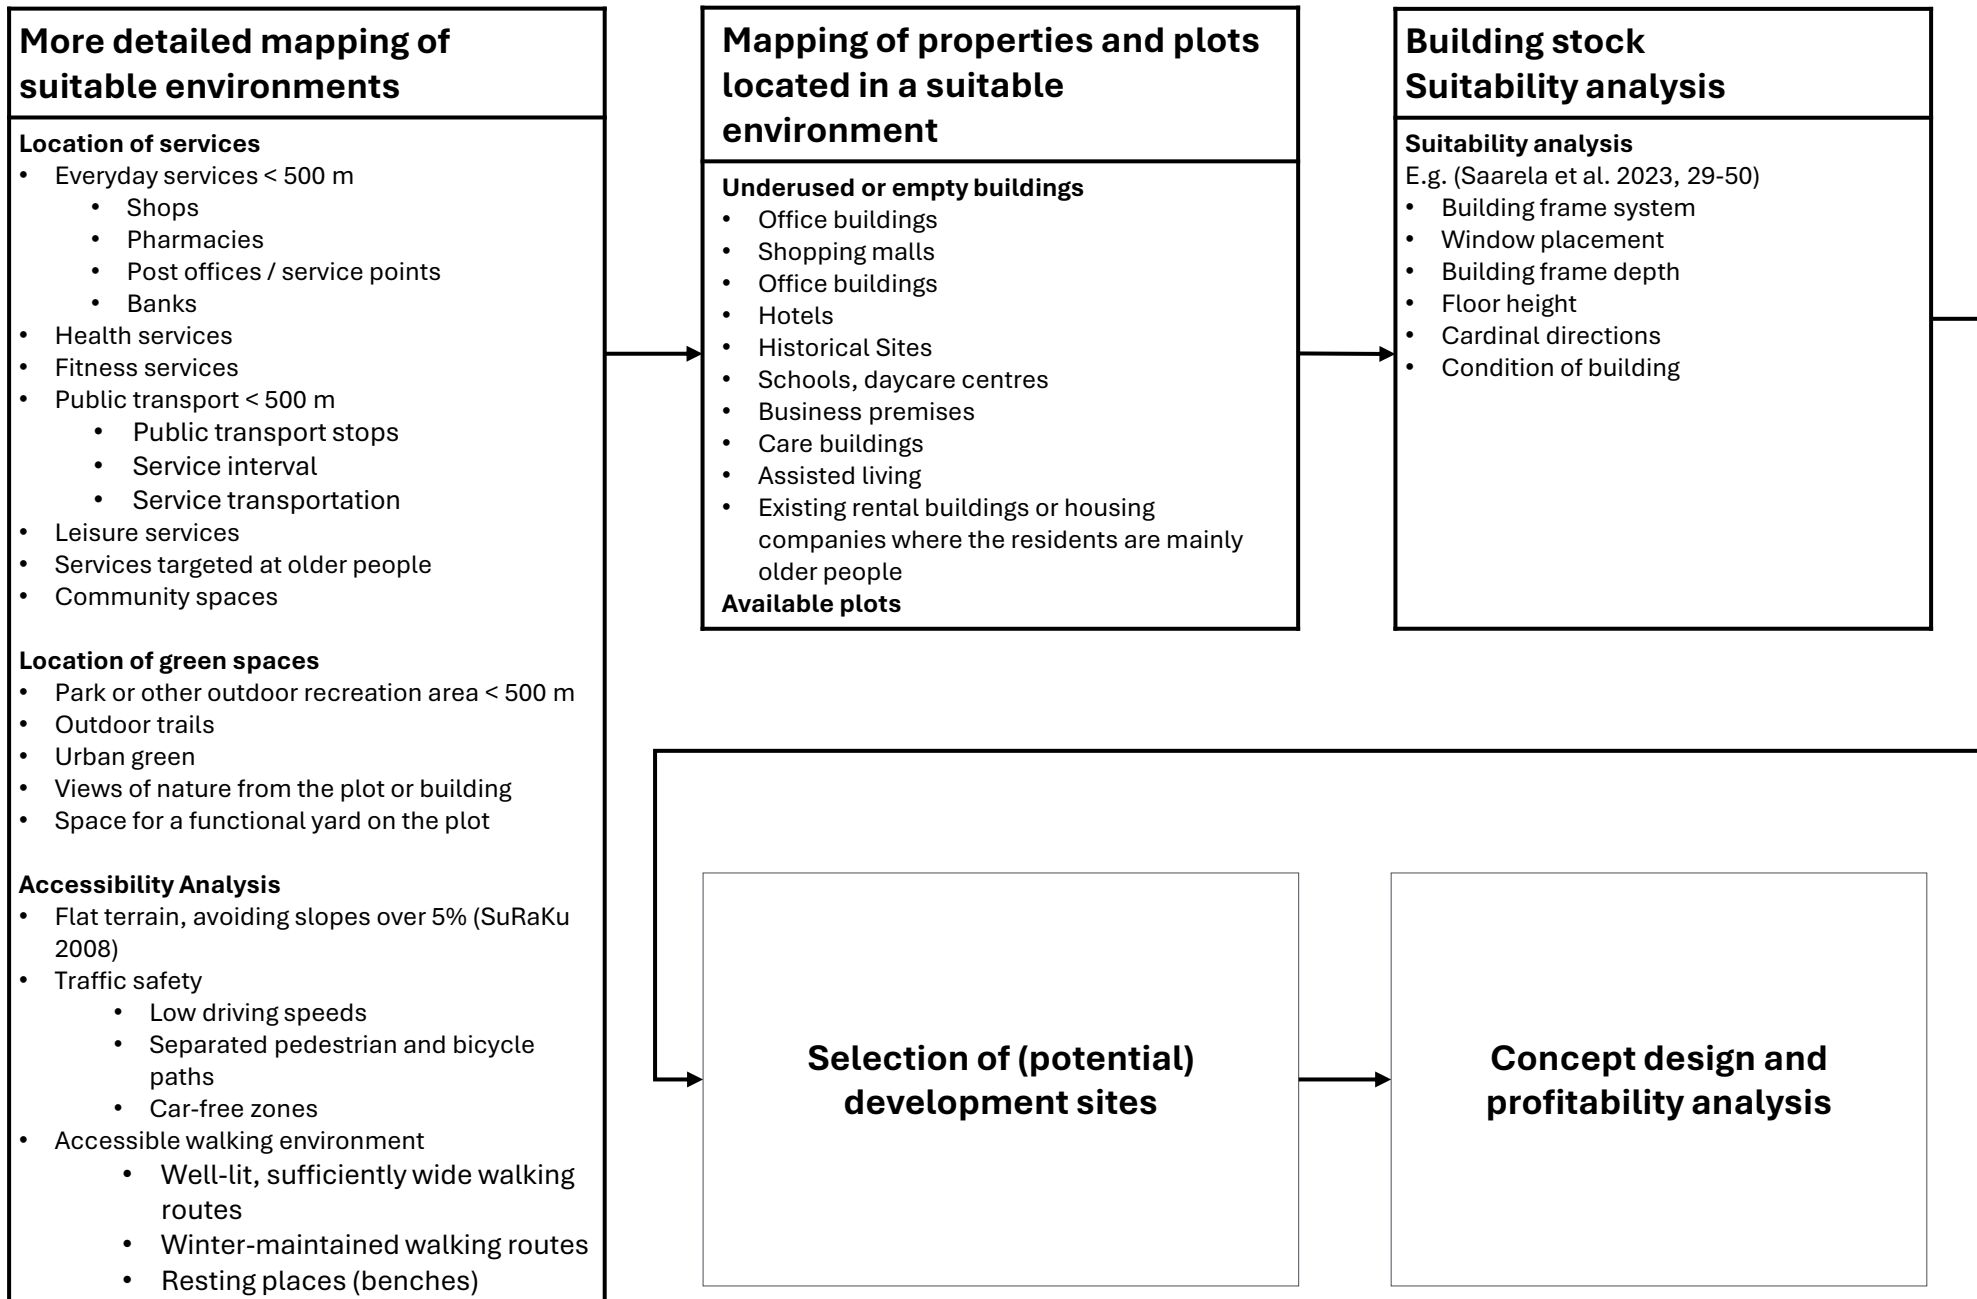 More detailed mapping of
suitable environments
Location of services
• Everyday services < 500 m
• Shops
• Pharmacies
• Post offices / service points
• Banks
• Health services
• Fitness services
• Public transport < 500 m
• Public transport stops
• Service interval
• Service transportation
• Leisure services
• Services targeted at older people
• Community spaces
Location of green spaces
• Park or other outdoor recreation area < 500 m
• Outdoor trails
• Urban green
• Views of nature from the plot or building
• Space for a functional yard on the plot
Accessibility Analysis
• Flat terrain, avoiding slopes over 5% (SuRaKu
2008)
• Traffic safety
• Low driving speeds
• Separated pedestrian and bicycle
paths
• Car-free zones
• Accessible walking environment
• Well-lit, sufficiently wide walking
routes
• Winter-maintained walking routes
• Resting places (benches)
Mapping of properties and plots
located in a suitable
environment
Underused or empty buildings
• Office buildings
• Shopping malls
• Office buildings
• Hotels
• Historical Sites
• Schools, daycare centres
• Business premises
• Care buildings
• Assisted living
• Existing rental buildings or housing
companies where the residents are mainly
older people
Available plots
Building stock
Suitability analysis
Suitability analysis
E.g. (Saarela et al. 2023, 29-50)
• Building frame system
• Window placement
• Building frame depth
• Floor height
• Cardinal directions
• Condition of building
Selection of (potential)
development sites
Concept design and
profitability analysis